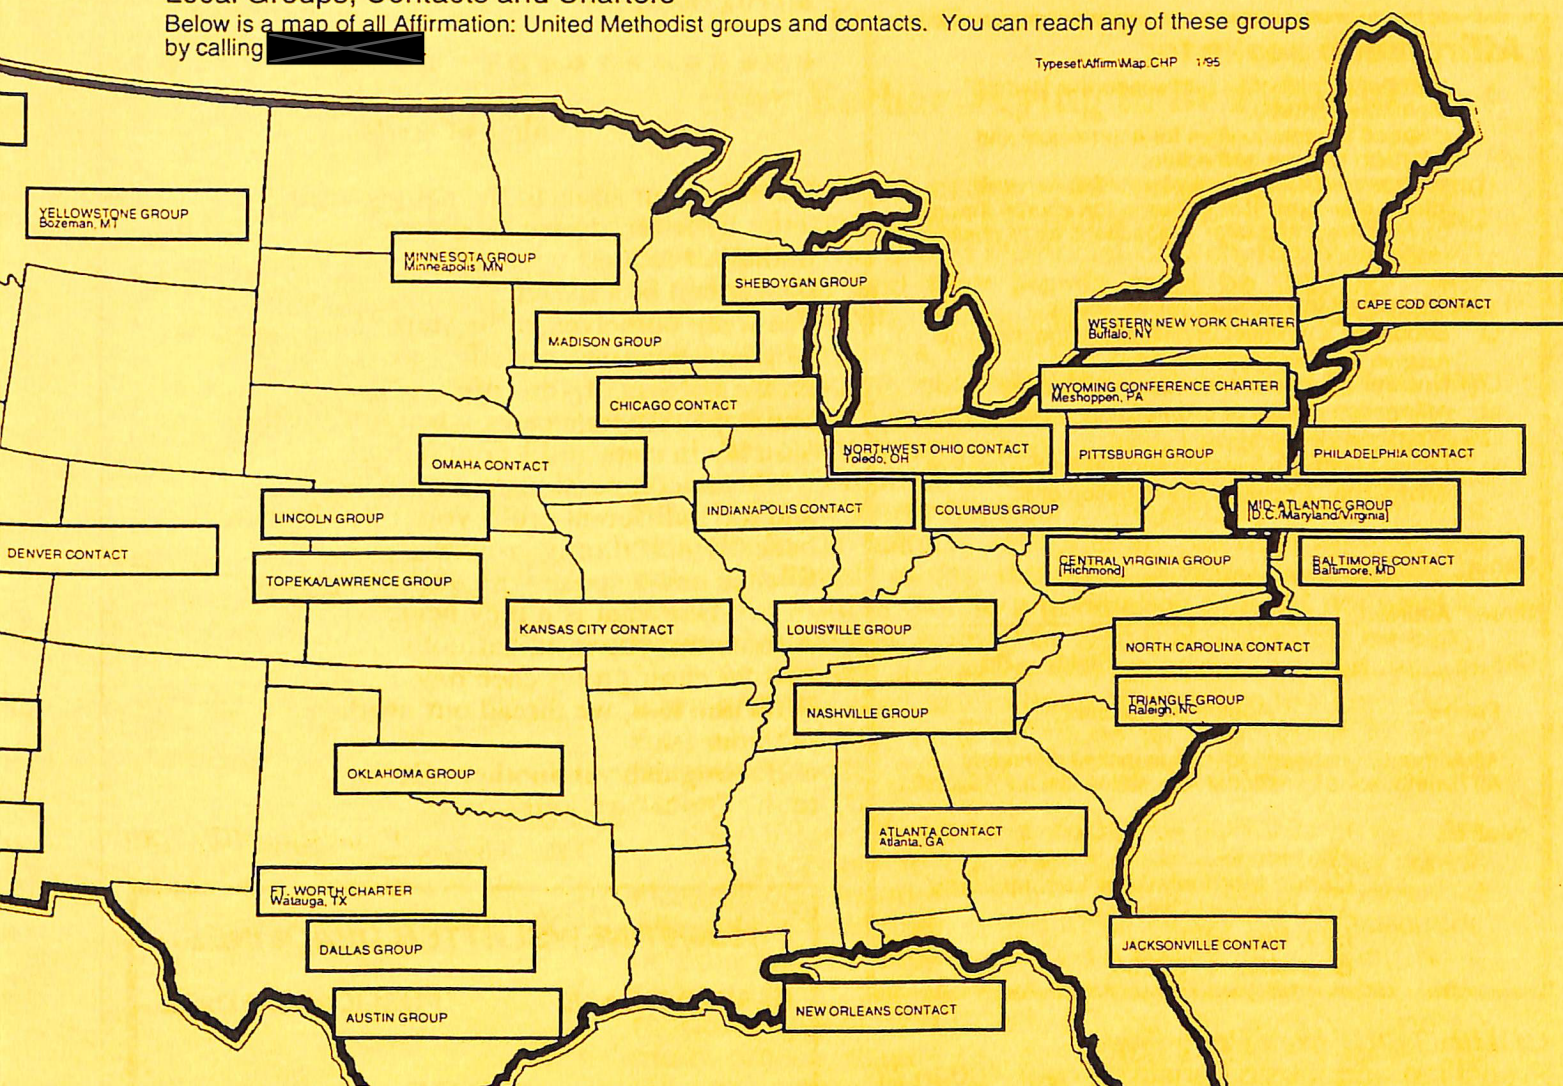 Local Groups, Contacts and Charters
Below is a map of all Affirmation: United Methodist groups and contacts. You can reach any of these groups
by calling
Typeset\Affirm\Map.CHP 1/95
YELLOWSTONE GROUP
Bozeman, MT
MINNESOTA GROUP
Minneapolis MN
SHEBOYGAN GROUP
CAPE COD CONTACT
WESTERN NEW YORK CHARTER
Buffalo, NY
MADISON GROUP
WYOMING CONFERENCE CHARTER
Meshoppen, PA
CHICAGO CONTACT
NORTHWEST OHIO CONTACT
Toledo, OH
PITTSBURGH GROUP
PHILADELPHIA CONTACT
OMAHA CONTACT
LINCOLN GROUP
INDIANAPOLIS CONTACT
COLUMBUS GROUP
MID-ATLANTIC GROUP
[D.C./Maryland/Virginia]
DENVER CONTACT
TOPEKA/LAWRENCE GROUP
CENTRAL VIRGINIA GROUP
[Richmond]
BALTIMORE CONTACT
Baltimore, MD
KANSAS CITY CONTACT
LOUISVILLE GROUP
NORTH CAROLINA CONTACT
NASHVILLE GROUP
TRIANGLE GROUP
Raleigh, NC
OKLAHOMA GROUP
ATLANTA CONTACT
Atlanta, GA
FT. WORTH CHARTER
Watauga, TX
DALLAS GROUP
JACKSONVILLE CONTACT
AUSTIN GROUP
NEW ORLEANS CONTACT